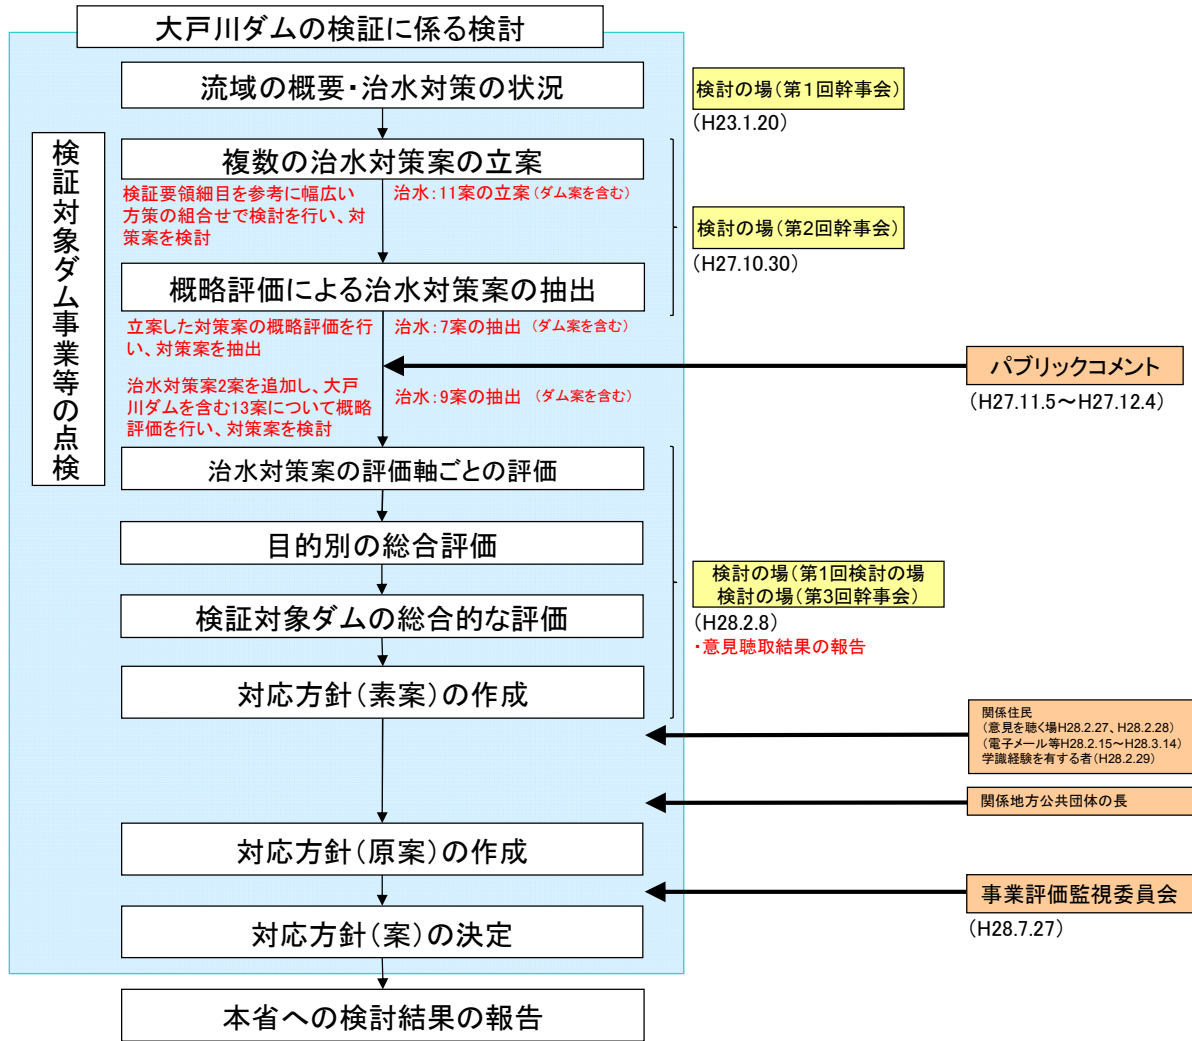 大戸川ダムの検証に係る検討
流域の概要・治水対策の状況
検討の場(第1回幹事会)
(H23.1.20)
検証対象ダム事業等の点検
複数の治水対策案の立案
検証要領細目を参考に幅広い
方策の組合せで検討を行い、対
策案を検討
治水:11案の立案(ダム案を含む)
検討の場(第2回幹事会)
(H27.10.30)
概略評価による治水対策案の抽出
立案した対策案の概略評価を行
い、対策案を抽出
治水:7案の抽出 (ダム案を含む)
パブリックコメント
(H27.11.5～H27.12.4)
治水対策案2案を追加し、大戸
川ダムを含む13案について概略
評価を行い、対策案を検討
治水:9案の抽出 (ダム案を含む)
治水対策案の評価軸ごとの評価
目的別の総合評価
検討の場(第1回検討の場
検討の場(第3回幹事会)
(H28.2.8)
・意見聴取結果の報告
検証対象ダムの総合的な評価
対応方針(素案)の作成
関係住民
(意見を聴く場H28.2.27、H28.2.28)
(電子メール等H28.2.15～H28.3.14)
学識経験を有する者(H28.2.29)
関係地方公共団体の長
対応方針(原案)の作成
事業評価監視委員会
(H28.7.27)
対応方針(案)の決定
本省への検討結果の報告